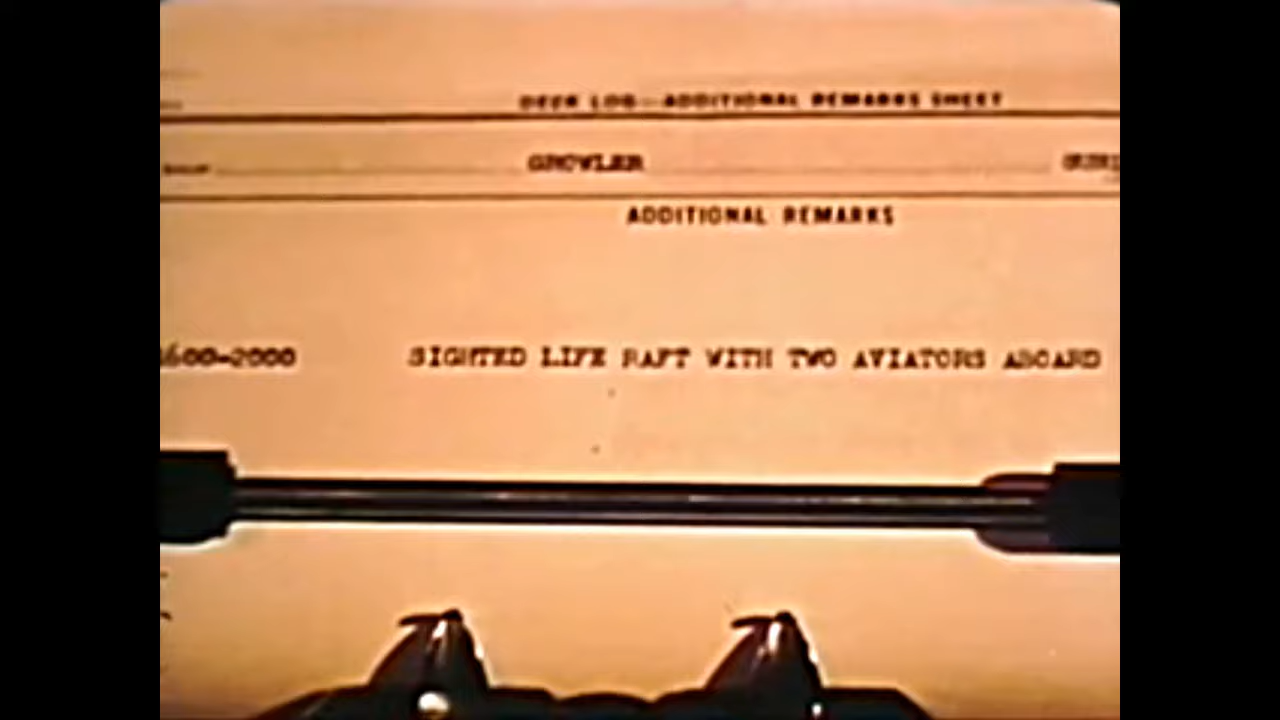 DECK LOG—ADDITIONAL REMARKS SHEET
GROWLER
ADDITIONAL REMARKS
1600-2000 SIGHTED LIFE RAFT WITH TWO AVIATORS ABOARD